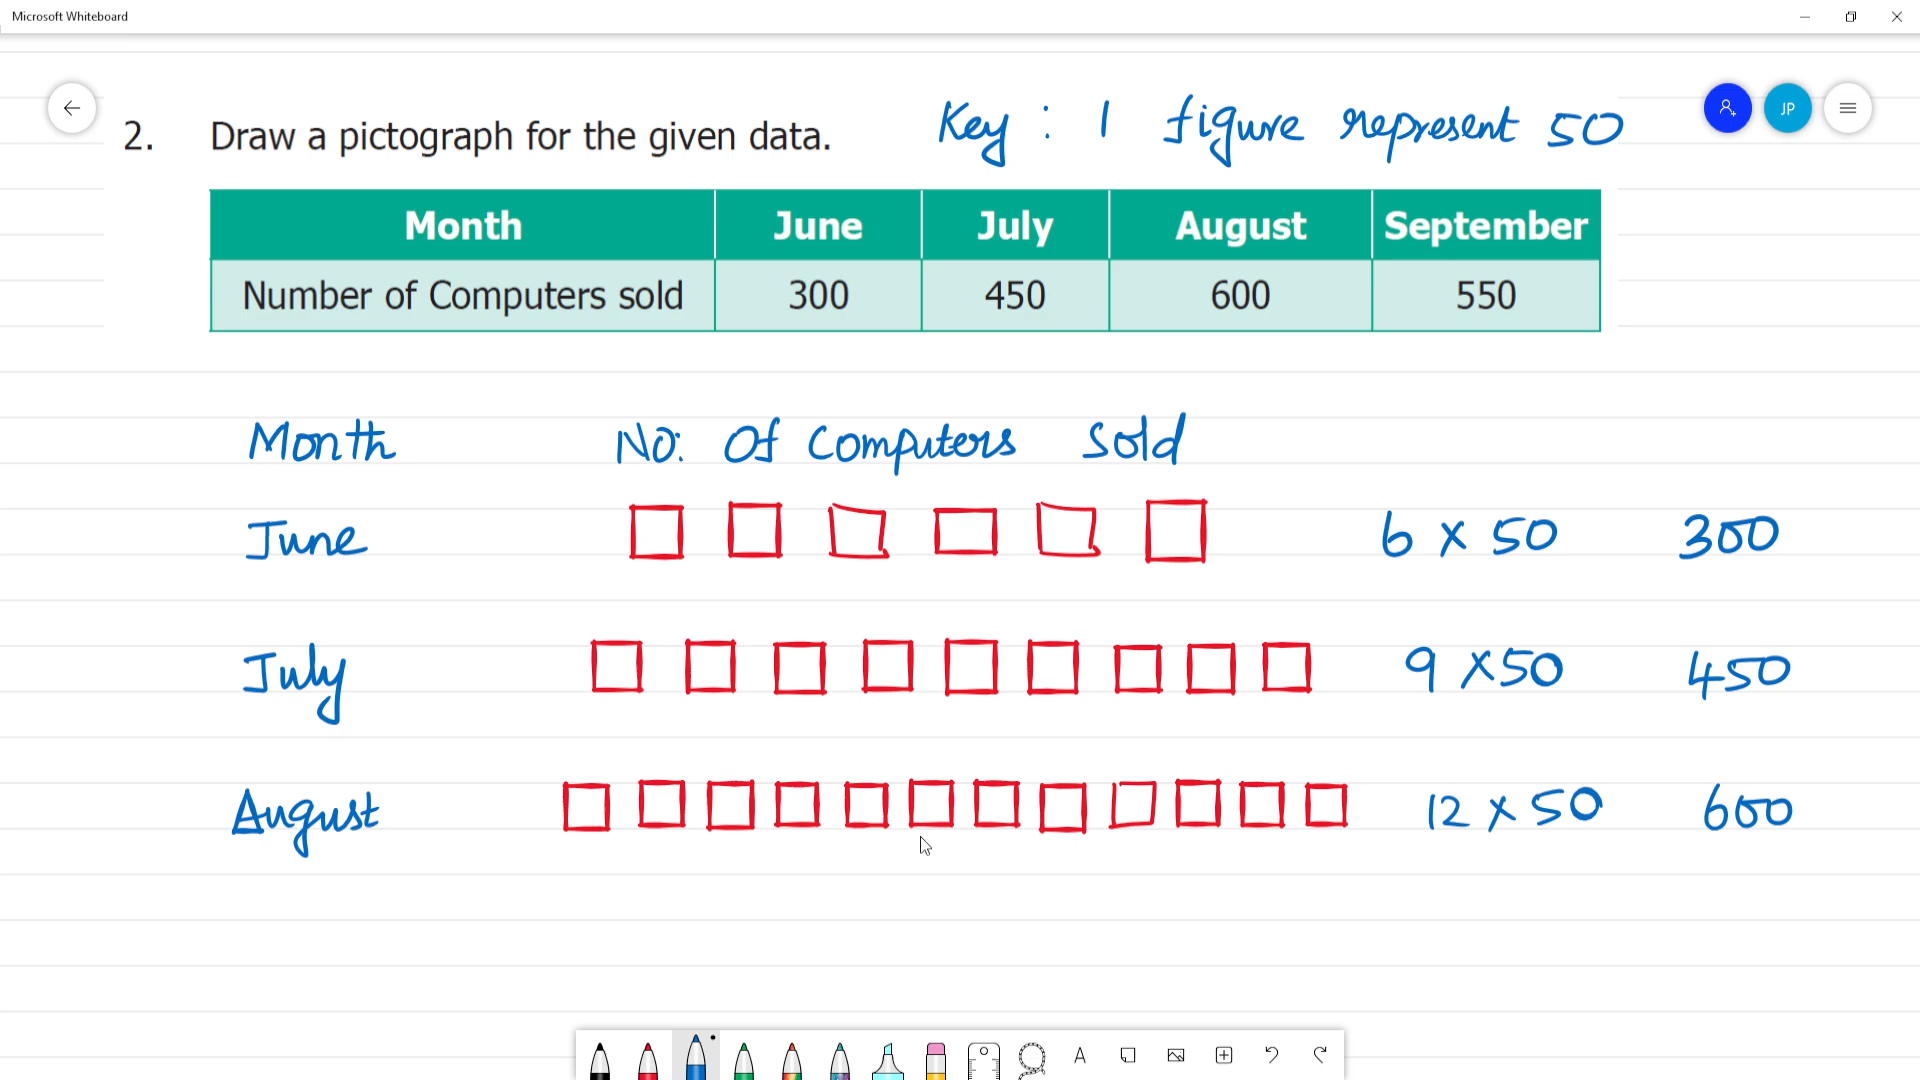 Microsoft Whiteboard
2. Draw a pictograph for the given data. Key : 1 figure represent 50
JP
Month June July August September
Number of Computers sold 300 450 600 550
Month No: Of Computers Sold
June 6 x 50 300
July 9 x 50 450
August 12 x 50 600
A